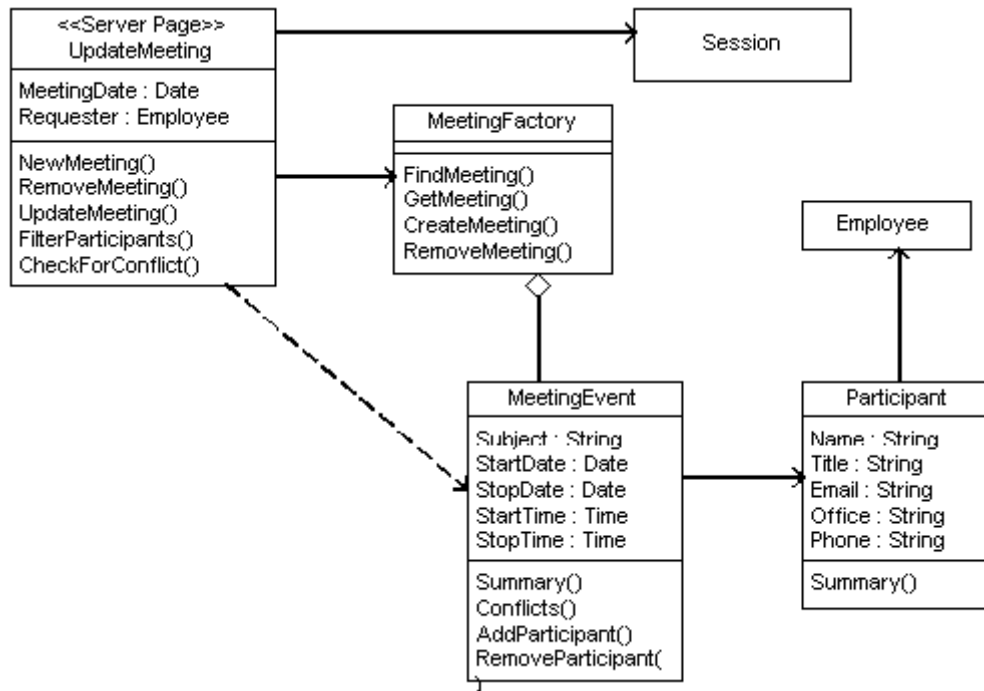 <<Server Page>>
UpdateMeeting
MeetingDate : Date
Requester : Employee
NewMeeting()
RemoveMeeting()
UpdateMeeting()
FilterParticipants()
CheckForConflict()
Session
MeetingFactory
FindMeeting()
GetMeeting()
CreateMeeting()
RemoveMeeting()
Employee
MeetingEvent
Subject : String
StartDate : Date
StopDate : Date
StartTime : Time
StopTime : Time
Summary()
Conflicts()
AddParticipant()
RemoveParticipant(
)
Participant
Name : String
Title : String
Email : String
Office : String
Phone : String
Summary()